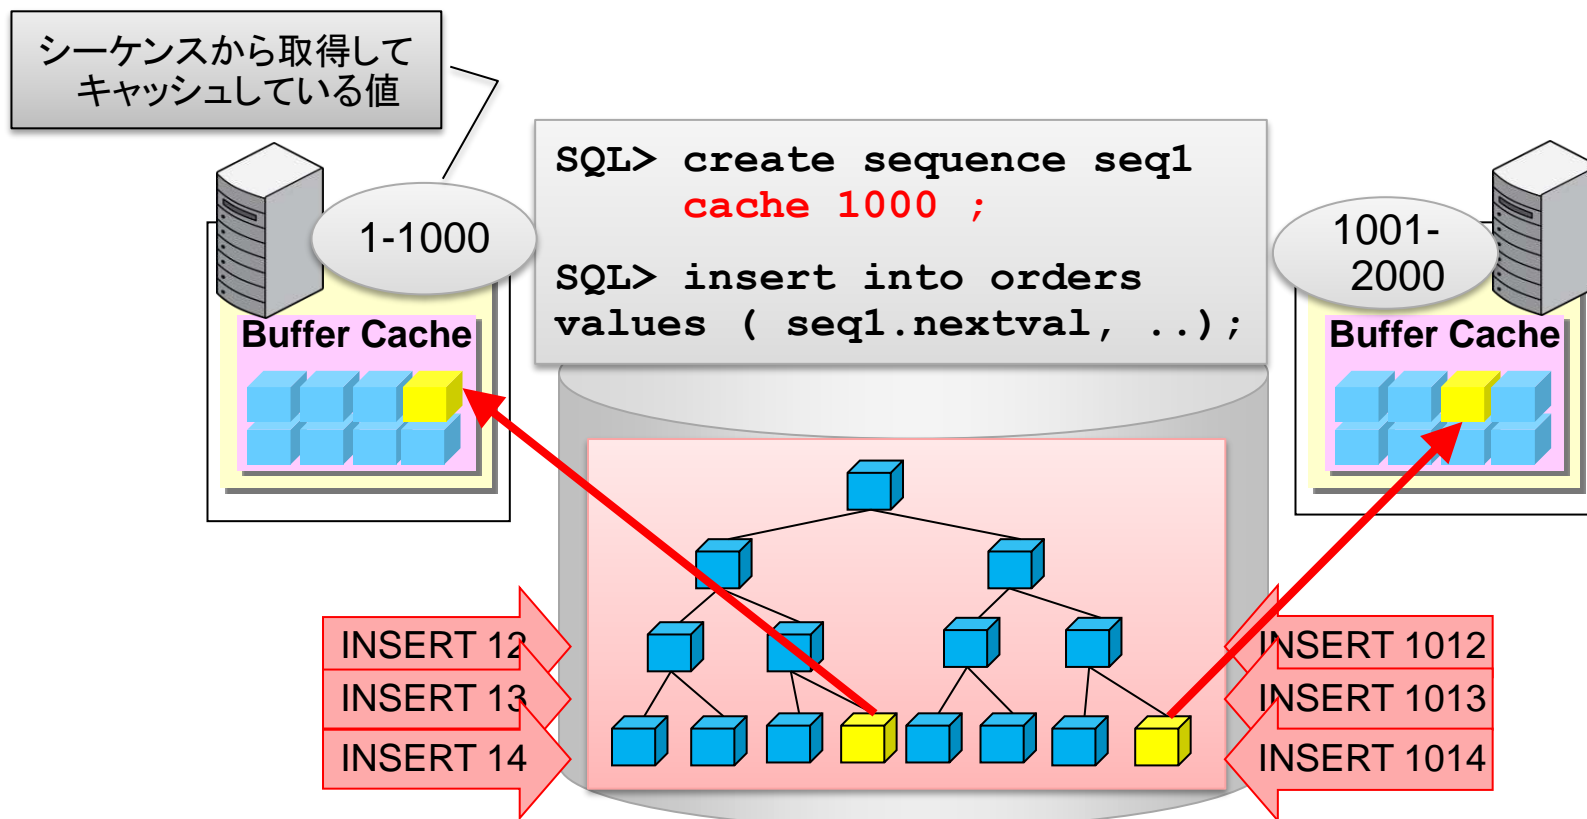 シーケンスから取得して
キャッシュしている値
SQL> create sequence seq1
cache 1000 ;
SQL> insert into orders
values ( seq1.nextval, ..);
1-1000
1001-
2000
Buffer Cache
Buffer Cache
INSERT 12
INSERT 13
INSERT 14
INSERT 1012
INSERT 1013
INSERT 1014